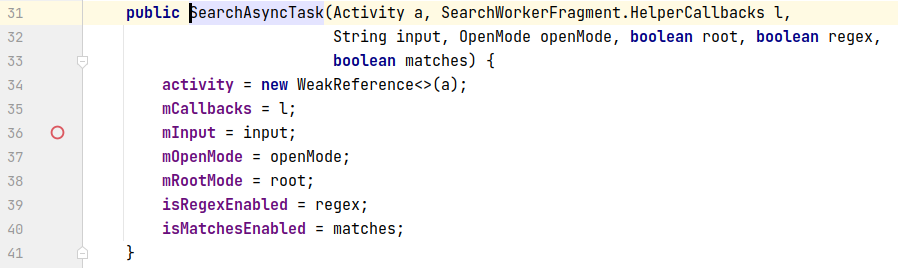 31 public SearchAsyncTask(Activity a, SearchWorkerFragment.HelperCallbacks l,
32 String input, OpenMode openMode, boolean root, boolean regex,
33 boolean matches) {
34 activity = new WeakReference<>(a);
35 mCallbacks = l;
36 mInput = input;
37 mOpenMode = openMode;
38 mRootMode = root;
39 isRegexEnabled = regex;
40 isMatchesEnabled = matches;
41 }